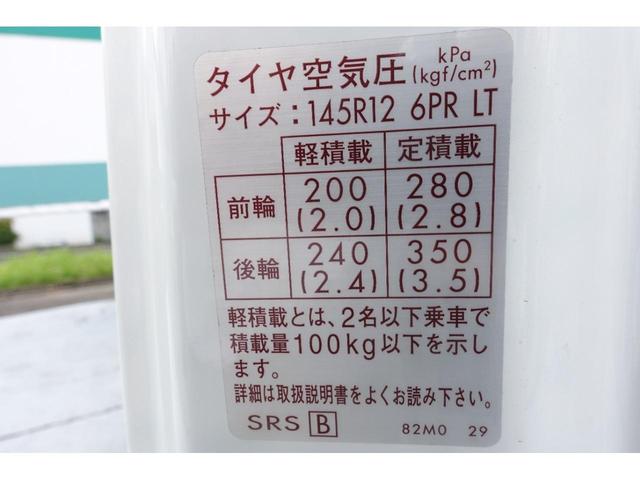 タイヤ空気圧 kPa (kgf/cm²)
サイズ:145R12 6PR LT
軽積載 定積載
前輪 200 (2.0) 280 (2.8)
後輪 240 (2.4) 350 (3.5)
軽積載とは、2名以下乗車で
積載量100kg以下を示し
ます。
詳細は取扱説明書をよくお読み下さい。
SRS B 82M0 29